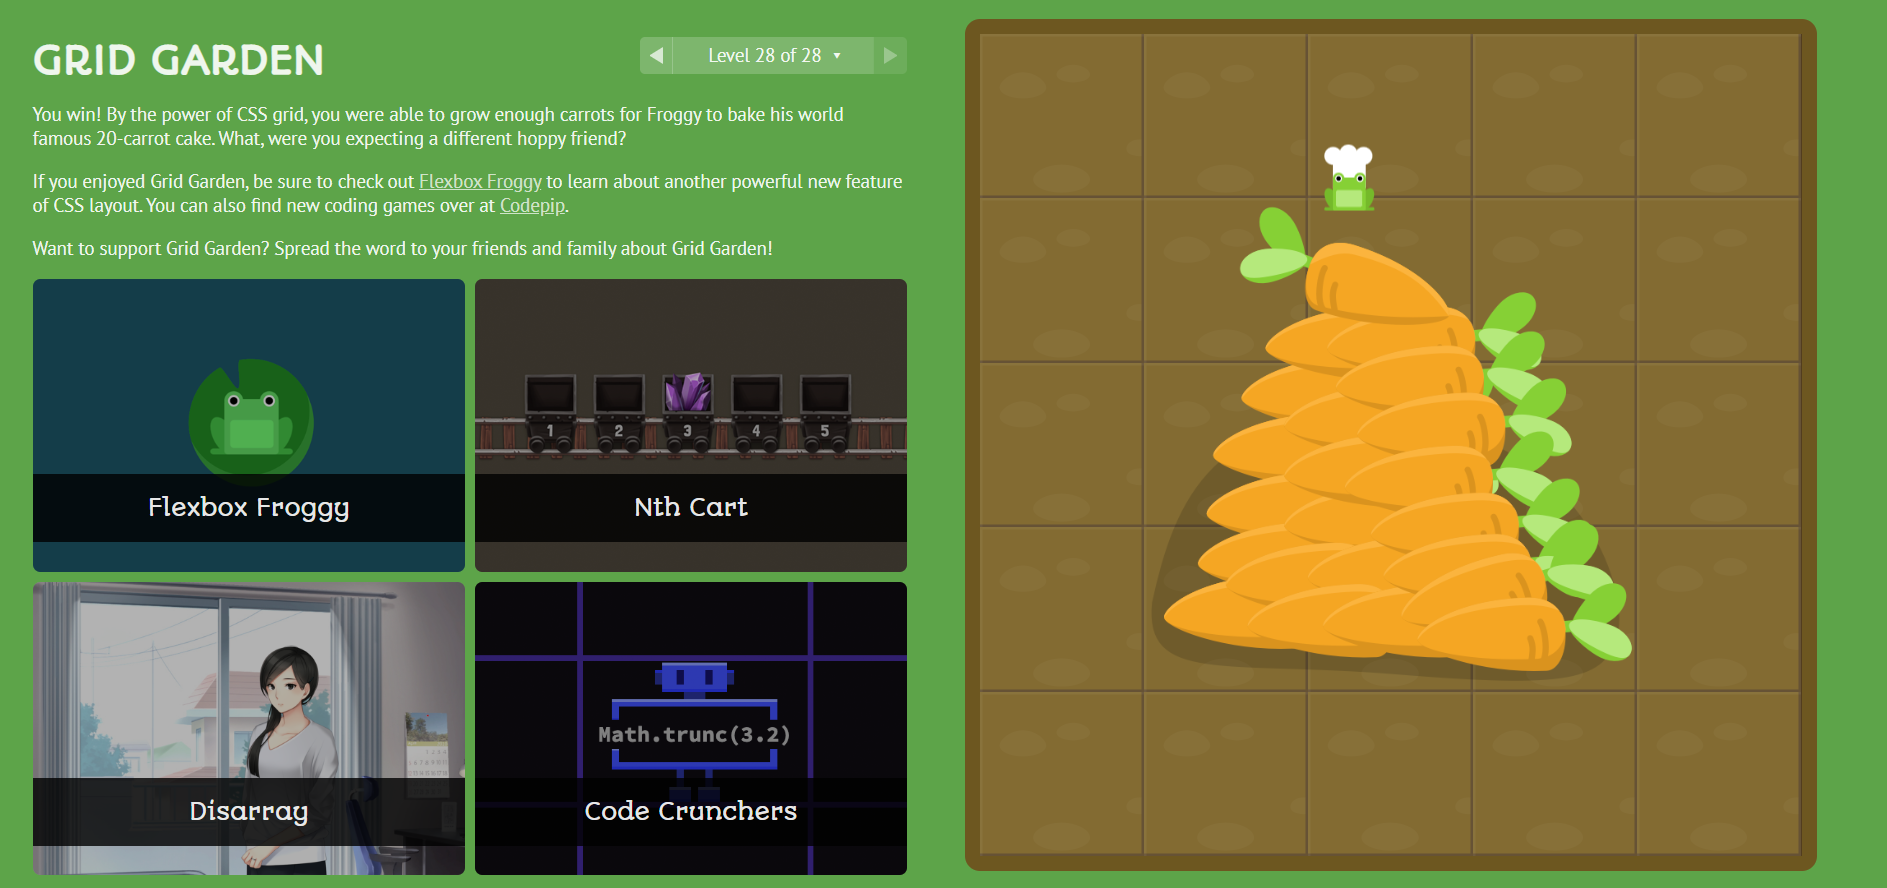 GRID GARDEN
Level 28 of 28
You win! By the power of CSS grid, you were able to grow enough carrots for Froggy to bake his world
famous 20-carrot cake. What, were you expecting a different hoppy friend?
If you enjoyed Grid Garden, be sure to check out Flexbox Froggy to learn about another powerful new feature
of CSS layout. You can also find new coding games over at Codepip.
Want to support Grid Garden? Spread the word to your friends and family about Grid Garden!
Flexbox Froggy
1 2 3 4 5
Nth Cart
Disarray
Math.trunc(3.2)
Code Crunchers